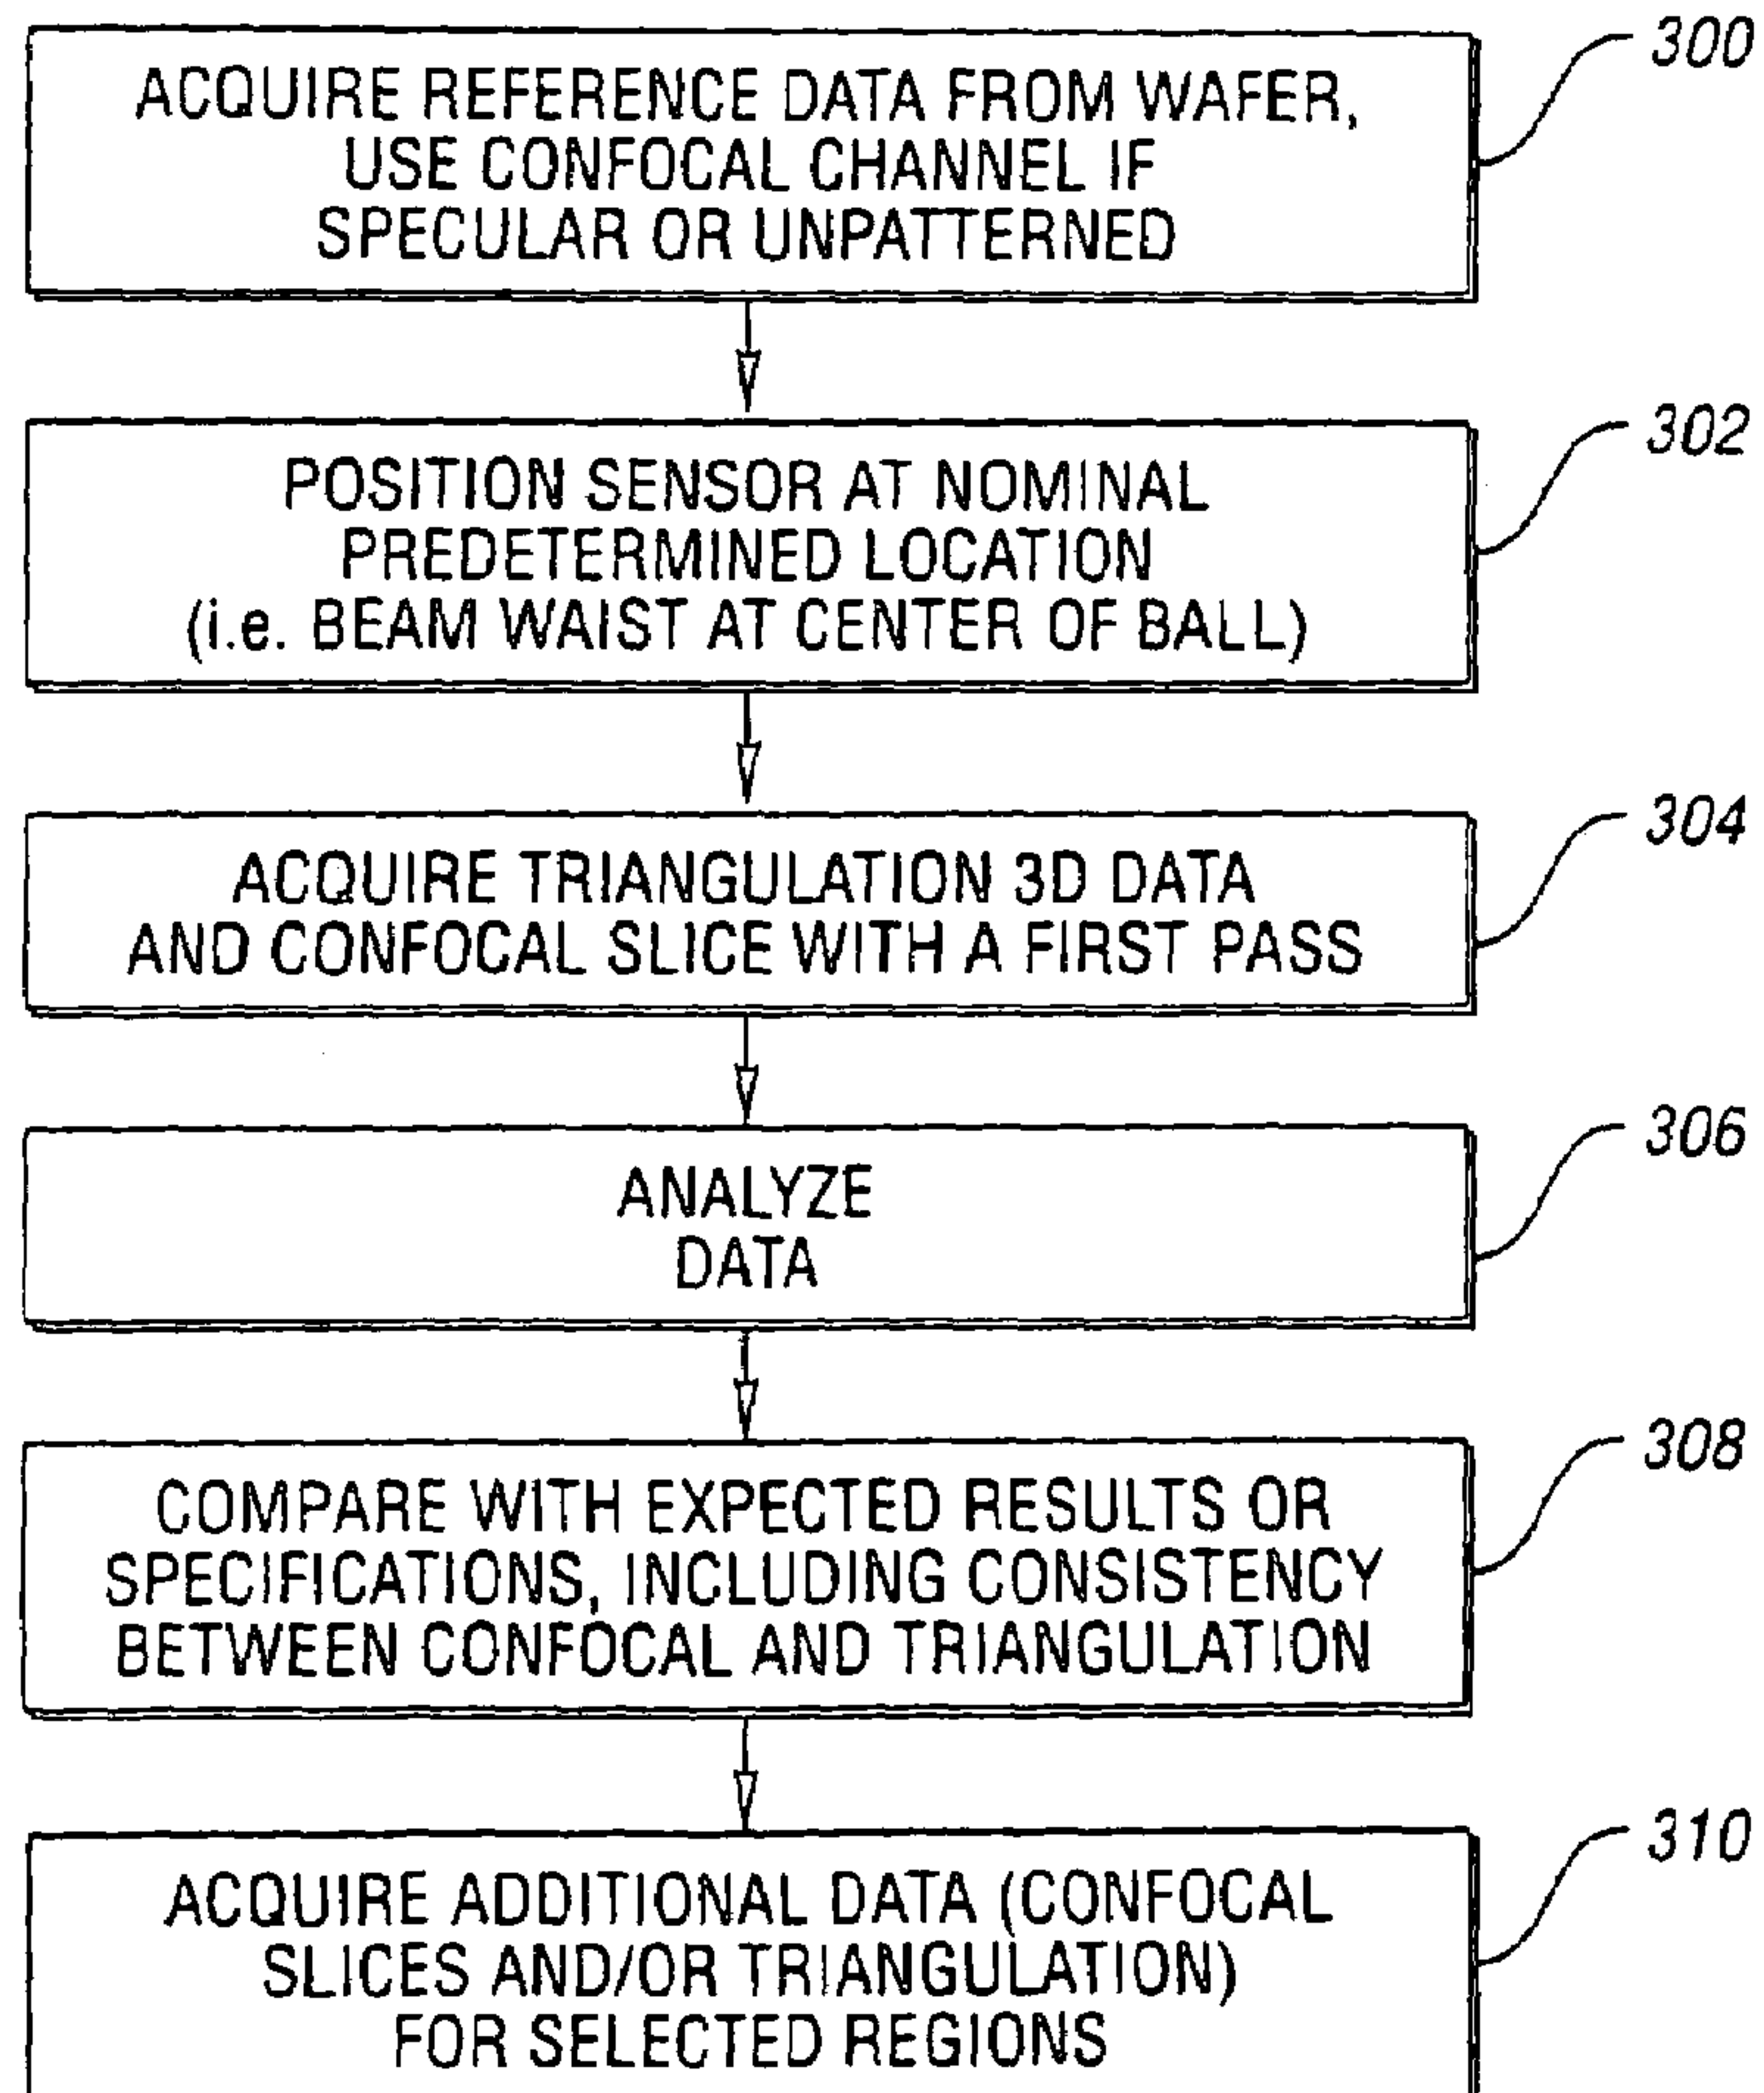 300
ACQUIRE REFERENCE DATA FROM WAFER,
USE CONFOCAL CHANNEL IF
SPECULAR OR UNPATTERNED
302
POSITION SENSOR AT NOMINAL
PREDETERMINED LOCATION
(i.e. BEAM WAIST AT CENTER OF BALL)
304
ACQUIRE TRIANGULATION 3D DATA
AND CONFOCAL SLICE WITH A FIRST PASS
306
ANALYZE
DATA
308
COMPARE WITH EXPECTED RESULTS OR
SPECIFICATIONS, INCLUDING CONSISTENCY
BETWEEN CONFOCAL AND TRIANGULATION
310
ACQUIRE ADDITIONAL DATA (CONFOCAL
SLICES AND/OR TRIANGULATION)
FOR SELECTED REGIONS